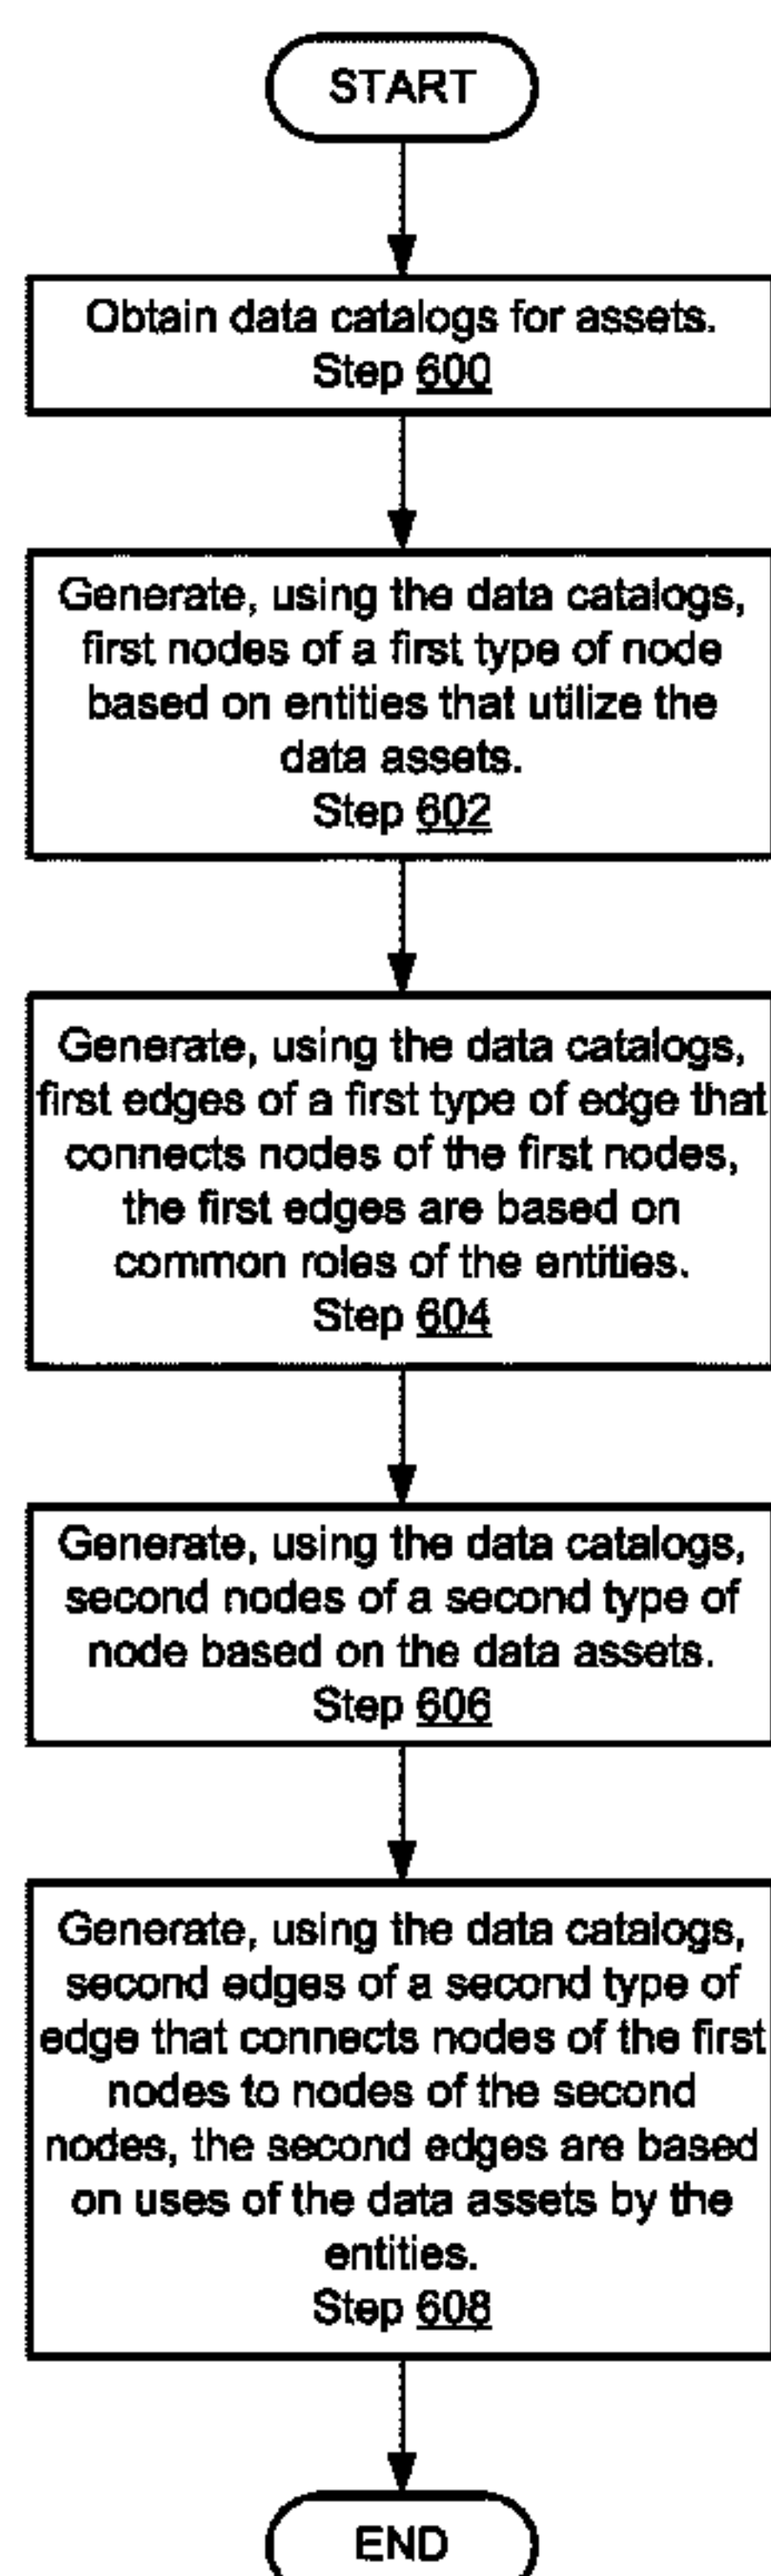 START
Obtain data catalogs for assets.
Step 600
Generate, using the data catalogs,
first nodes of a first type of node
based on entities that utilize the
data assets.
Step 602
Generate, using the data catalogs,
first edges of a first type of edge that
connects nodes of the first nodes,
the first edges are based on
common roles of the entities.
Step 604
Generate, using the data catalogs,
second nodes of a second type of
node based on the data assets.
Step 606
Generate, using the data catalogs,
second edges of a second type of
edge that connects nodes of the first
nodes to nodes of the second
nodes, the second edges are based
on uses of the data assets by the
entities.
Step 608
END